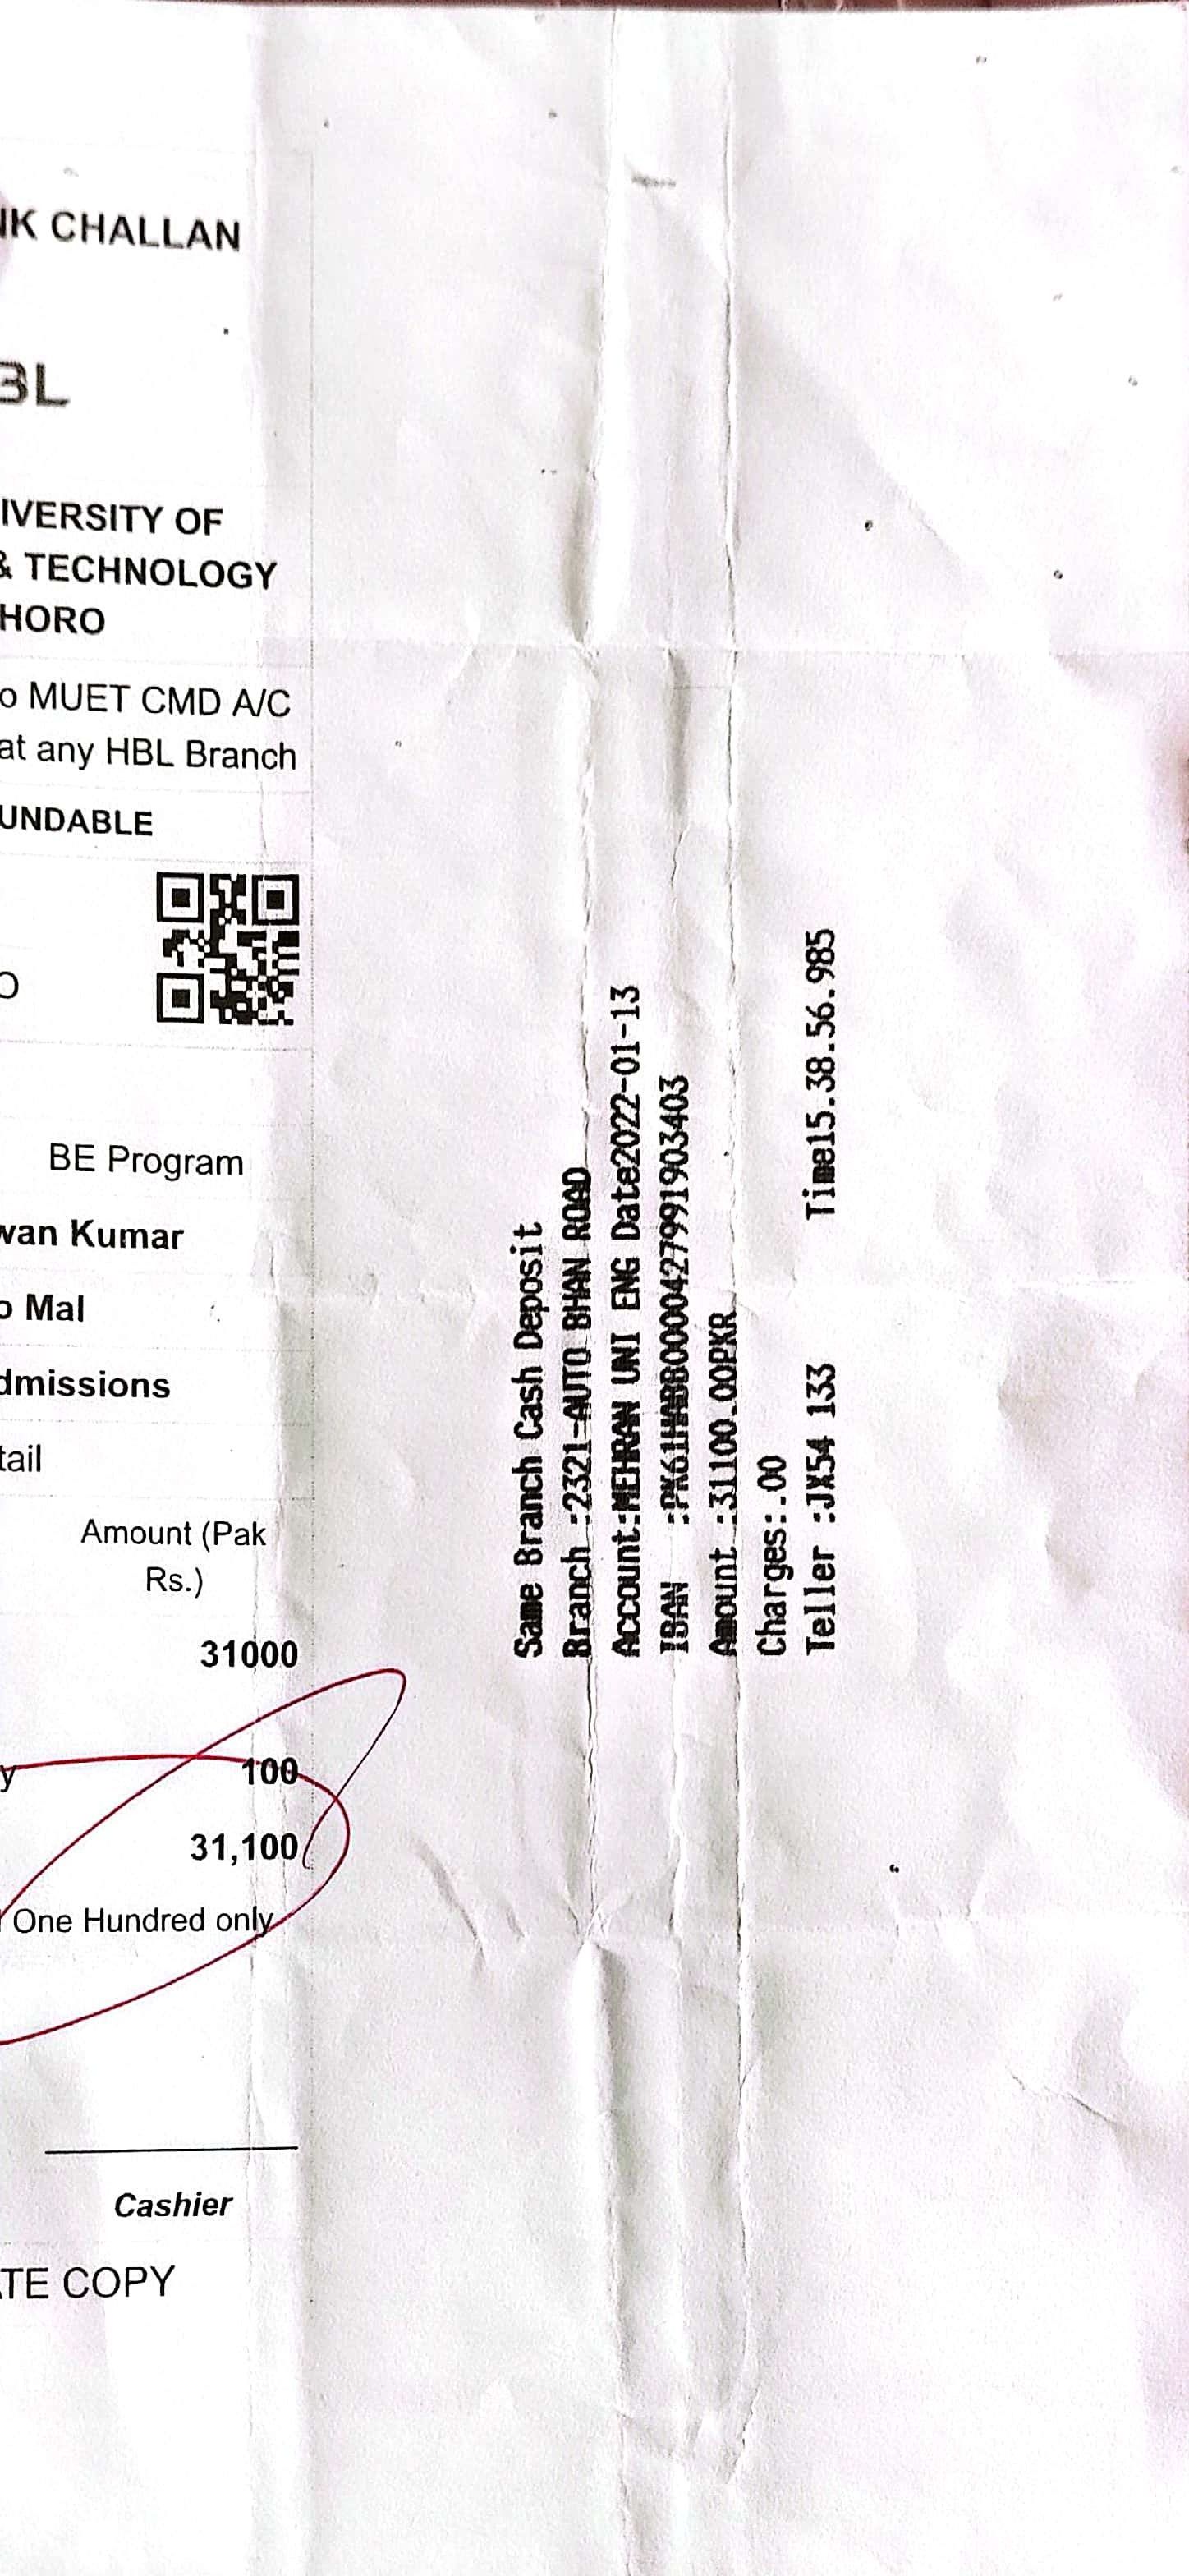 NK CHALLAN
BL
IVERSITY OF
& TECHNOLOGY
HORO
o MUET CMD A/C
at any HBL Branch
UNDABLE
O
BE Program
wan Kumar
o Mal
dmissions
tail
Amount (Pak
Rs.)
31000
y 100
31,100
One Hundred only
Cashier
ATE COPY
Same Branch Cash Deposit
Branch :2321-AUTO BHAN ROAD
Account:MEHRAN UNI ENG Date2022-01-13
IBAN :PK61HABB0000427991903403
Amount :31100.00PKR
Charges:.00
Teller :JX54 133 Time15.38.56.985